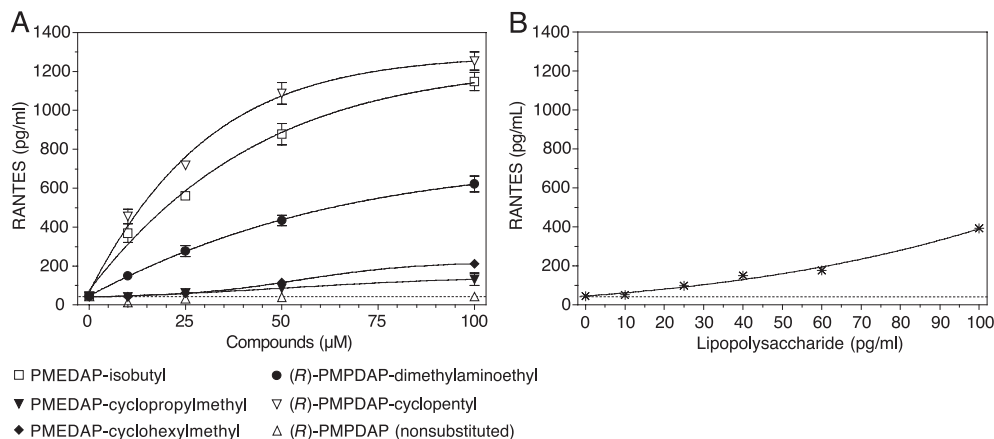 A
B
1400
1200
1000
800
600
400
200
0
RANTES (pg/ml)
0 25 50 75 100
Compounds (µM)
1400
1200
1000
800
600
400
200
0
RANTES (pg/mL)
0 10 20 30 40 50 60 70 80 90 100
Lipopolysaccharide (pg/ml)
PMEDAP-isobutyl
(R)-PMPDAP-dimethylaminoethyl
PMEDAP-cyclopropylmethyl
(R)-PMPDAP-cyclopentyl
PMEDAP-cyclohexylmethyl
(R)-PMPDAP (nonsubstituted)